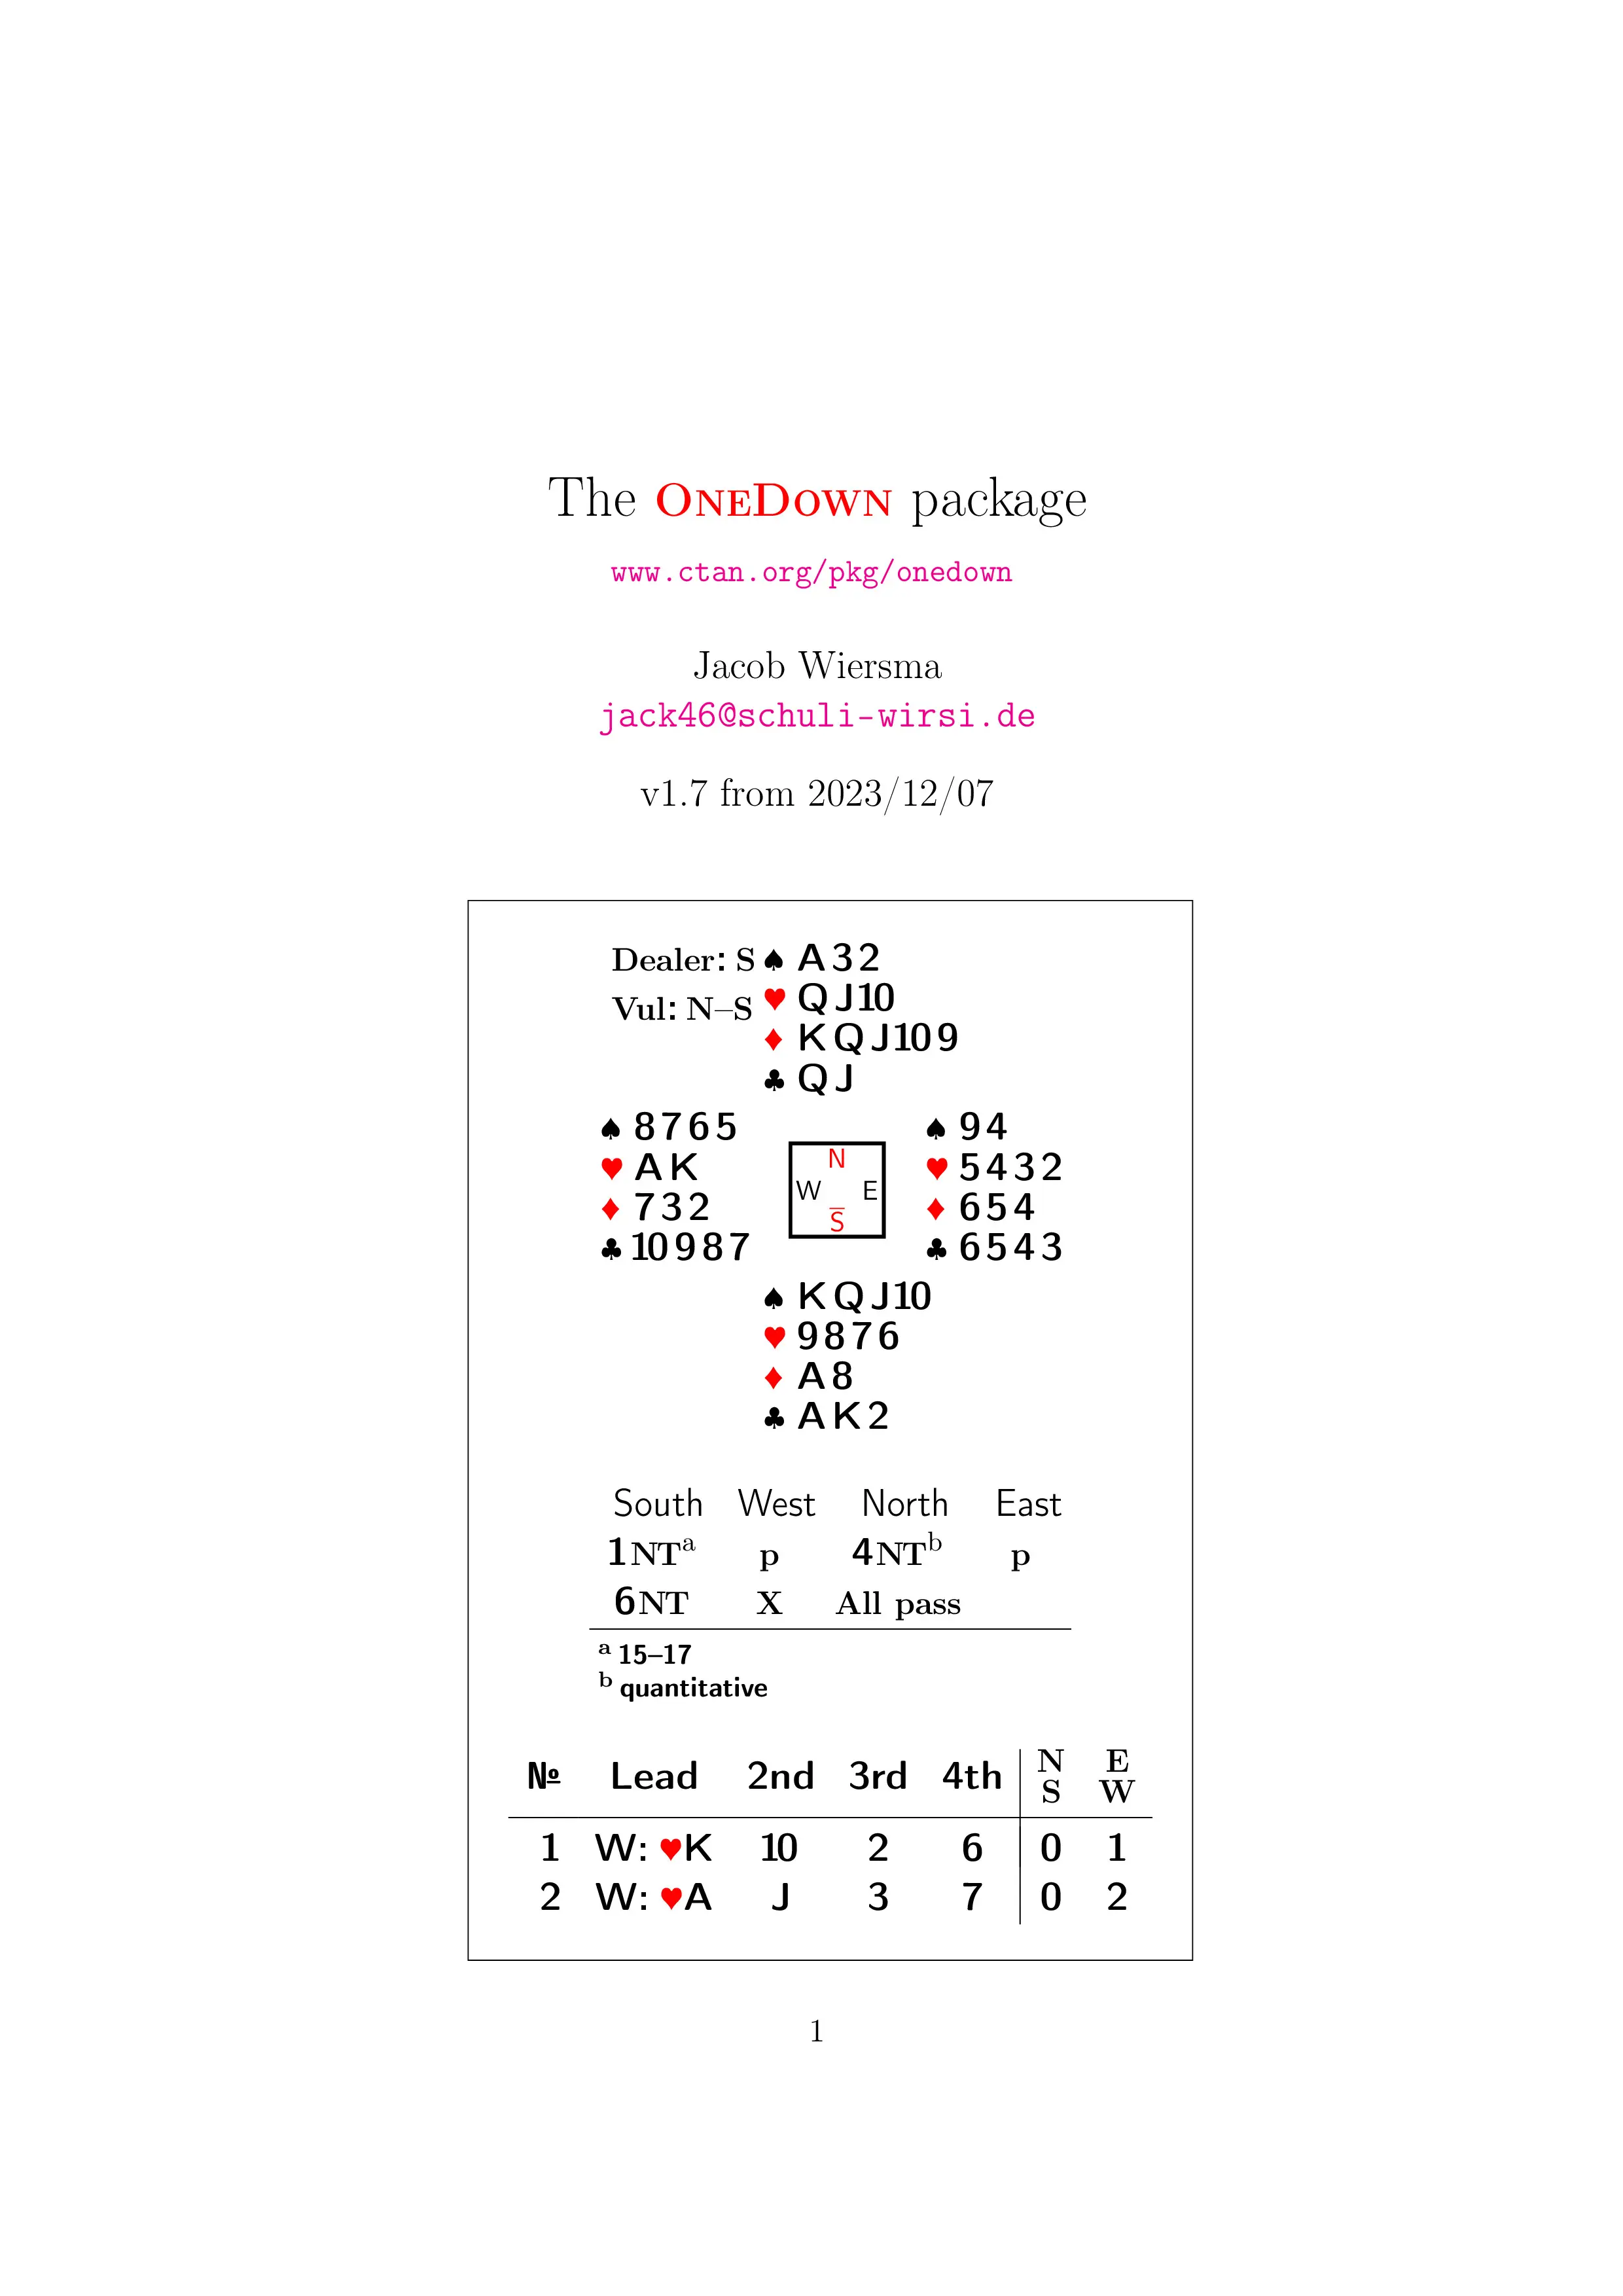 The OneDown package
www.ctan.org/pkg/onedown
Jacob Wiersma
jack46@schuli-wirsi.de
v1.7 from 2023/12/07
Dealer: S
Vul: N–S
♠ A 3 2
♥ Q J 10
♦ K Q J 10 9
♣ Q J
♠ 8 7 6 5
♥ A K
♦ 7 3 2
♣ 10 9 8 7
N
W E
S
♠ 9 4
♥ 5 4 3 2
♦ 6 5 4
♣ 6 5 4 3
♠ K Q J 10
♥ 9 8 7 6
♦ A 8
♣ A K 2
South West North East
1NTa p 4NTb p
6NT X All pass
a 15–17
b quantitative
№ Lead 2nd 3rd 4th N S E W
1 W: ♥K 10 2 6 0 1
2 W: ♥A J 3 7 0 2
1